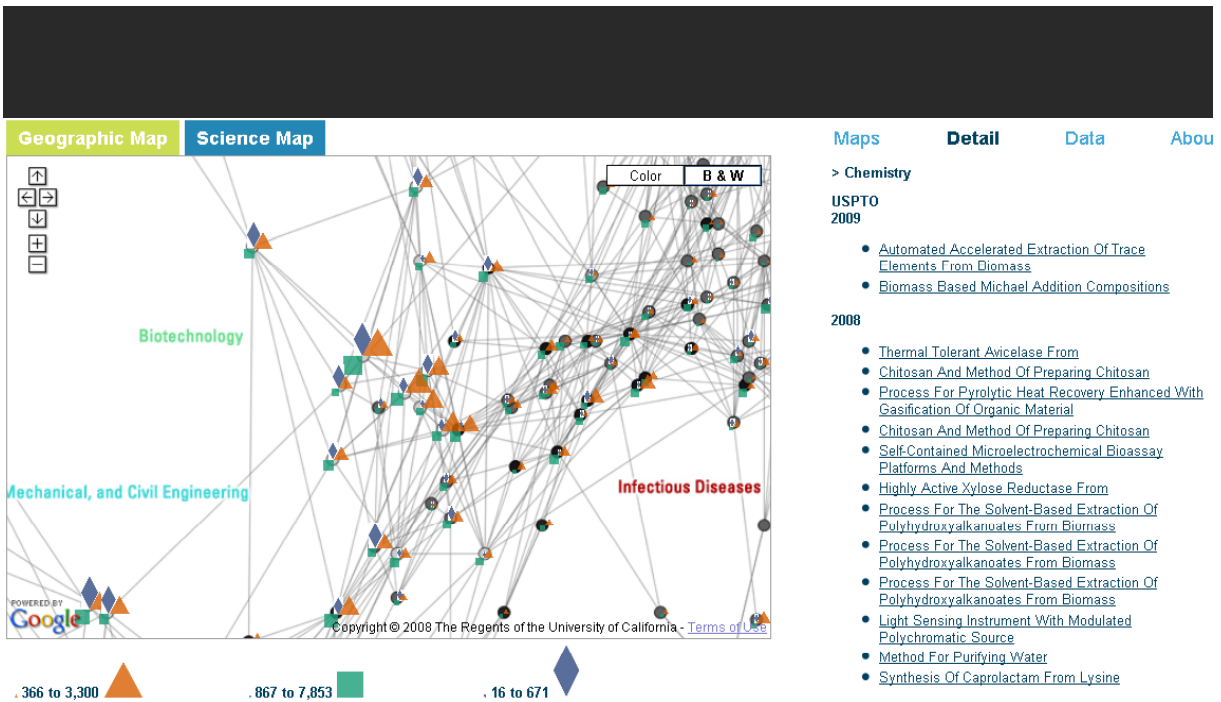 Geographic Map
Science Map
Maps
Detail
Data
Abou
Color
B & W
Biotechnology
Mechanical, and Civil Engineering
Infectious Diseases
POWERED BY
Google
Copyright © 2008 The Regents of the University of California - Terms of Use
366 to 3,300
867 to 7,853
16 to 671
> Chemistry
USPTO
2009
Automated Accelerated Extraction Of Trace
Elements From Biomass
Biomass Based Michael Addition Compositions
2008
Thermal Tolerant Avicelase From
Chitosan And Method Of Preparing Chitosan
Process For Pyrolytic Heat Recovery Enhanced With
Gasification Of Organic Material
Chitosan And Method Of Preparing Chitosan
Self-Contained Microelectrochemical Bioassay
Platforms And Methods
Highly Active Xylose Reductase From
Process For The Solvent-Based Extraction Of
Polyhydroxyalkanoates From Biomass
Process For The Solvent-Based Extraction Of
Polyhydroxyalkanoates From Biomass
Process For The Solvent-Based Extraction Of
Polyhydroxyalkanoates From Biomass
Light Sensing Instrument With Modulated
Polychromatic Source
Method For Purifying Water
Synthesis Of Caprolactam From Lysine